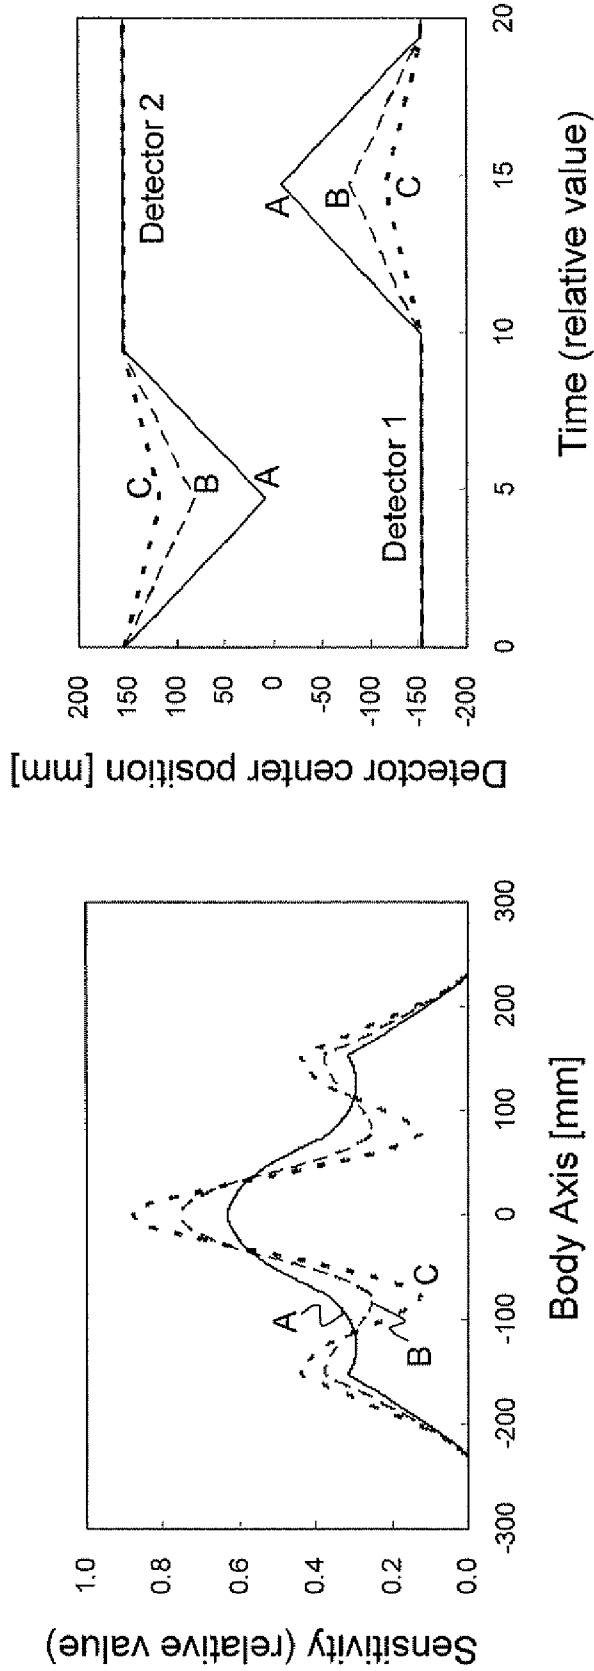 Sensitivity (relative value)
1.0
0.8
0.6
0.4
0.2
0.0
A
B
C
-300
-200
-100
0
100
200
300
Body Axis [mm]
Detector center position [mm]
200
150
100
50
0
-50
-100
-150
-200
Detector 2
C
B
A
A
B
C
Detector 1
0
5
10
15
20
Time (relative value)